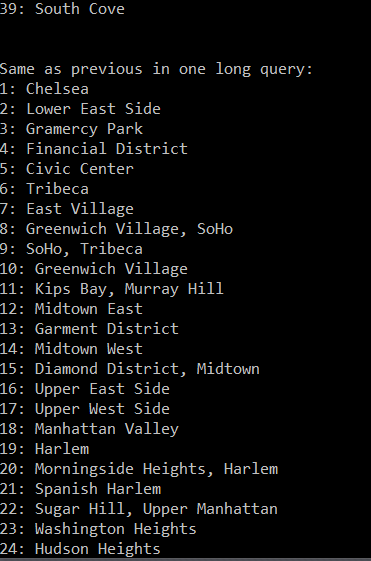 39: South Cove
Same as previous in one long query:
1: Chelsea
2: Lower East Side
3: Gramercy Park
4: Financial District
5: Civic Center
6: Tribeca
7: East Village
8: Greenwich Village, SoHo
9: SoHo, Tribeca
10: Greenwich Village
11: Kips Bay, Murray Hill
12: Midtown East
13: Garment District
14: Midtown West
15: Diamond District, Midtown
16: Upper East Side
17: Upper West Side
18: Manhattan Valley
19: Harlem
20: Morningside Heights, Harlem
21: Spanish Harlem
22: Sugar Hill, Upper Manhattan
23: Washington Heights
24: Hudson Heights